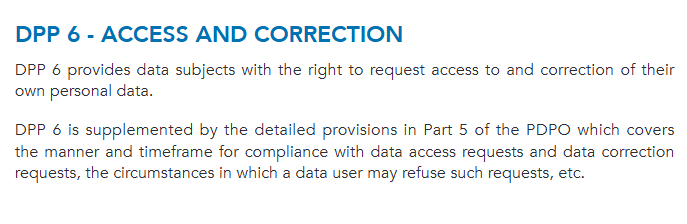 DPP 6 - ACCESS AND CORRECTION
DPP 6 provides data subjects with the right to request access to and correction of their
own personal data.
DPP 6 is supplemented by the detailed provisions in Part 5 of the PDPO which covers
the manner and timeframe for compliance with data access requests and data correction
requests, the circumstances in which a data user may refuse such requests, etc.